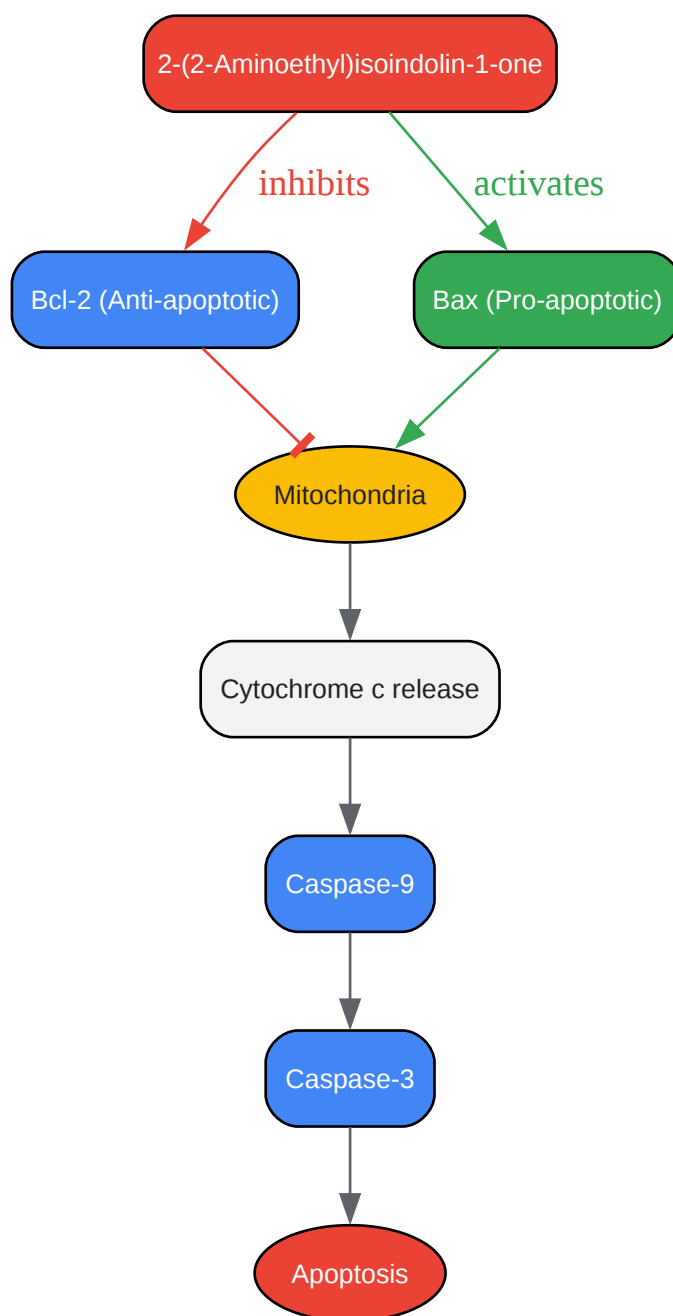 2-(2-Aminoethyl)isoindolin-1-one
inhibits
activates
Bcl-2 (Anti-apoptotic)
Bax (Pro-apoptotic)
Mitochondria
Cytochrome c release
Caspase-9
Caspase-3
Apoptosis